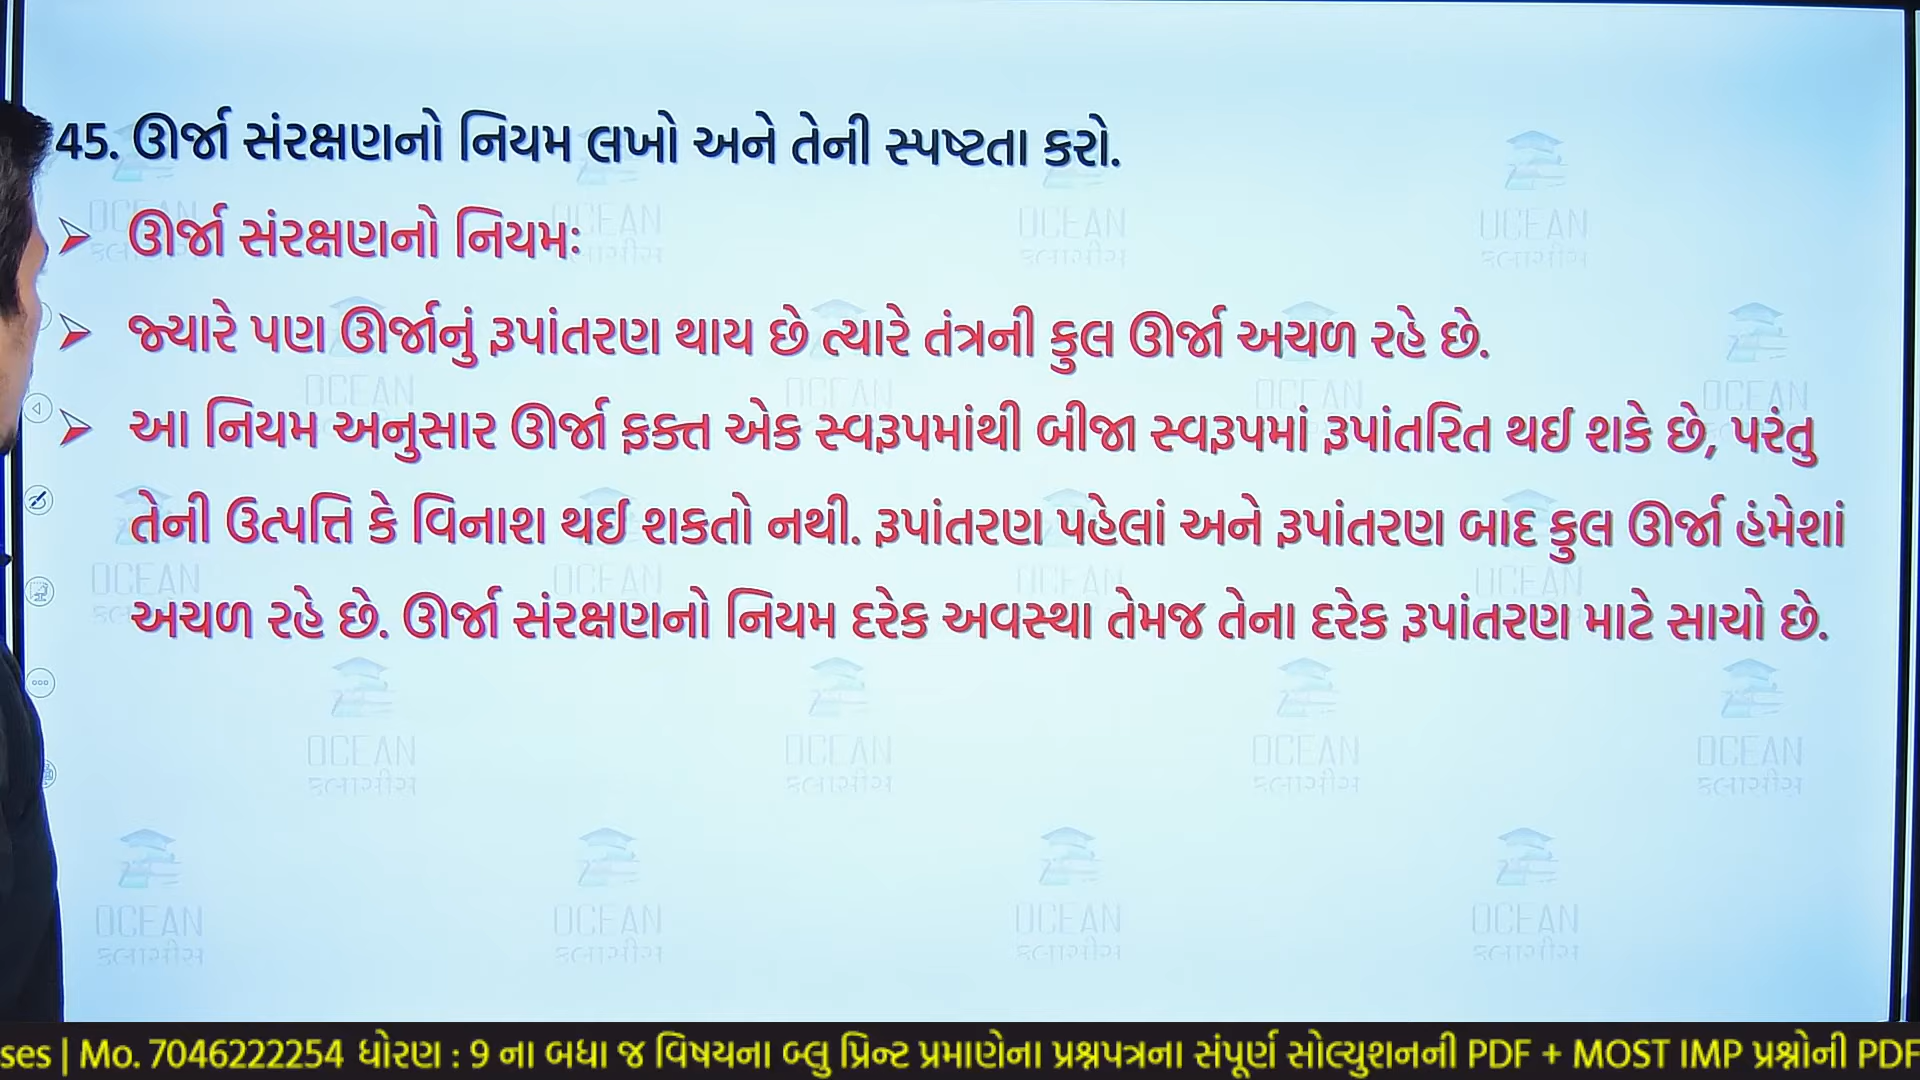 45. ઊર્જા સંરક્ષણનો નિયમ લખો અને તેની સ્પષ્ટતા કરો.
➢ ઊર્જા સંરક્ષણનો નિયમઃ
➢ જ્યારે પણ ઊર્જાનું રૂપાંતરણ થાય છે ત્યારે તંત્રની કુલ ઊર્જા અચળ રહે છે.
➢ આ નિયમ અનુસાર ઊર્જા ફક્ત એક સ્વરૂપમાંથી બીજા સ્વરૂપમાં રૂપાંતરિત થઈ શકે છે, પરંતુ
તેની ઉત્પત્તિ કે વિનાશ થઈ શકતો નથી. રૂપાંતરણ પહેલાં અને રૂપાંતરણ બાદ કુલ ઊર્જા હંમેશાં
અચળ રહે છે. ઊર્જા સંરક્ષણનો નિયમ દરેક અવસ્થા તેમજ તેના દરેક રૂપાંતરણ માટે સાચો છે.
OCEAN
ક્લાસીસ
ses | Mo. 7046222254 ધોરણ : 9 ના બધા જ વિષયના બ્લુ પ્રિન્ટ પ્રમાણેના પ્રશ્નપત્રના સંપૂર્ણ સોલ્યુશનની PDF + MOST IMP પ્રશ્નોની PDF